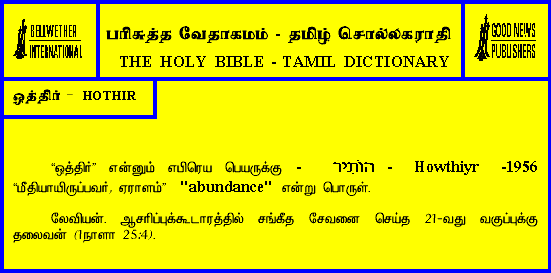 BELLWETHER
INTERNATIONAL
பரிசுத்த வேதாகமம் - தமிழ் சொல்லகராதி
THE HOLY BIBLE - TAMIL DICTIONARY
GOOD NEWS
PUBLISHERS
ஒத்திர் - HOTHIR
“ஒத்திர்” என்னும் எபிரெய பெயருக்கு - הותיר - Howthiyr -1956
“மீதியாயிருப்பவர், ஏராளம்” "abundance" என்று பொருள்.
லேவியன். ஆசரிப்புக்கூடாரத்தில் சங்கீத சேவனை செய்த 21-வது வகுப்புக்கு
தலைவன் (1நாளா 25:4).